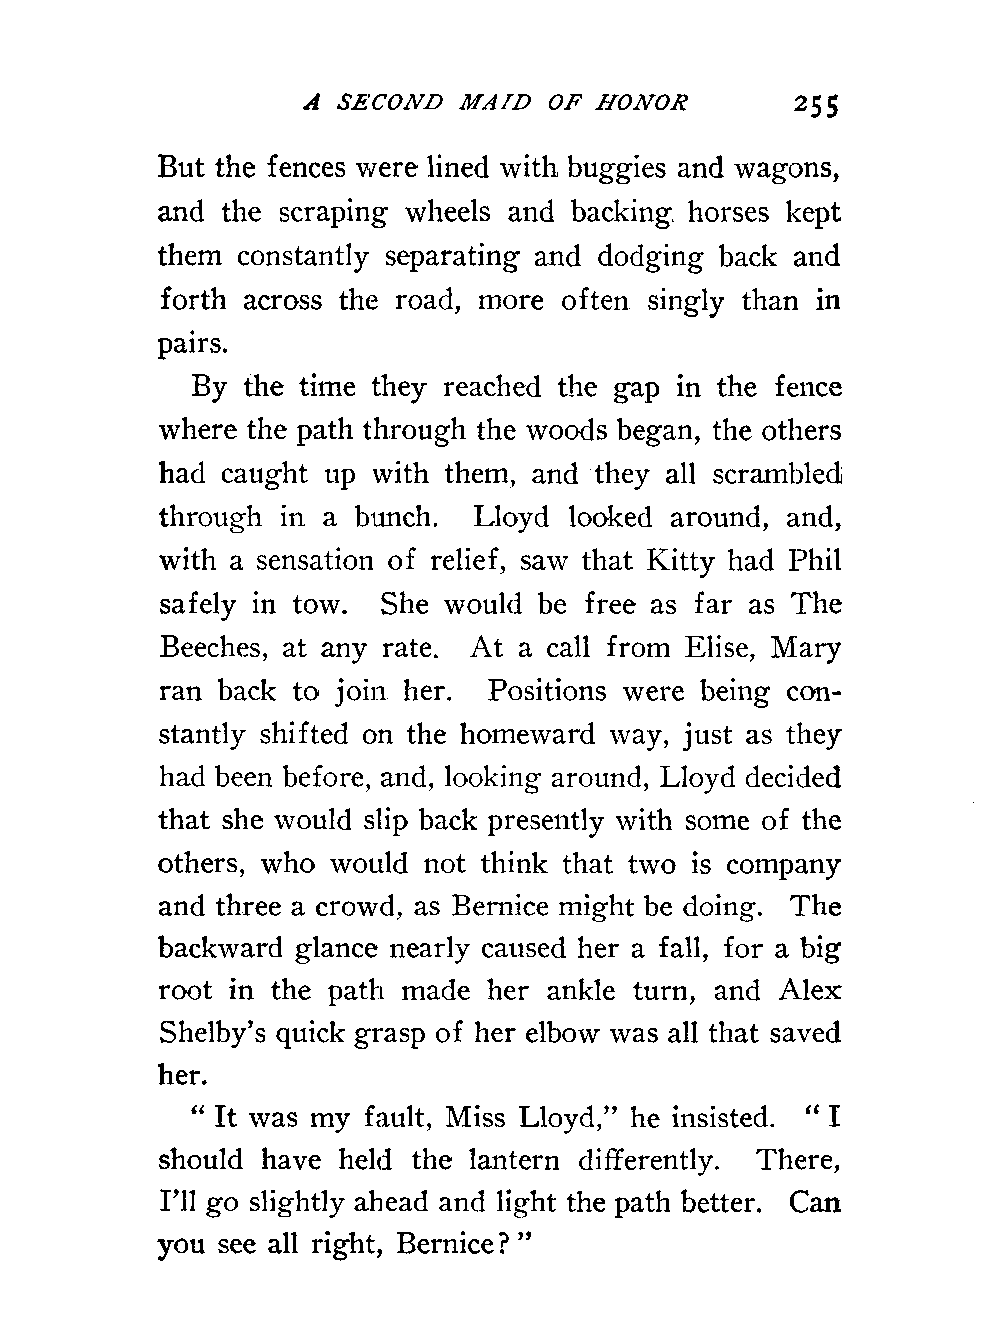 A SECOND MAID OF HONOR 255
But the fences were lined with buggies and wagons,
and the scraping wheels and backing horses kept
them constantly separating and dodging back and
forth across the road, more often singly than in
pairs.
By the time they reached the gap in the fence
where the path through the woods began, the others
had caught up with them, and they all scrambled
through in a bunch. Lloyd looked around, and,
with a sensation of relief, saw that Kitty had Phil
safely in tow. She would be free as far as The
Beeches, at any rate. At a call from Elise, Mary
ran back to join her. Positions were being con-
stantly shifted on the homeward way, just as they
had been before, and, looking around, Lloyd decided
that she would slip back presently with some of the
others, who would not think that two is company
and three a crowd, as Bernice might be doing. The
backward glance nearly caused her a fall, for a big
root in the path made her ankle turn, and Alex
Shelby's quick grasp of her elbow was all that saved
her.
" It was my fault, Miss Lloyd," he insisted. " I
should have held the lantern differently. There,
I'll go slightly ahead and light the path better. Can
you see all right, Bernice? "